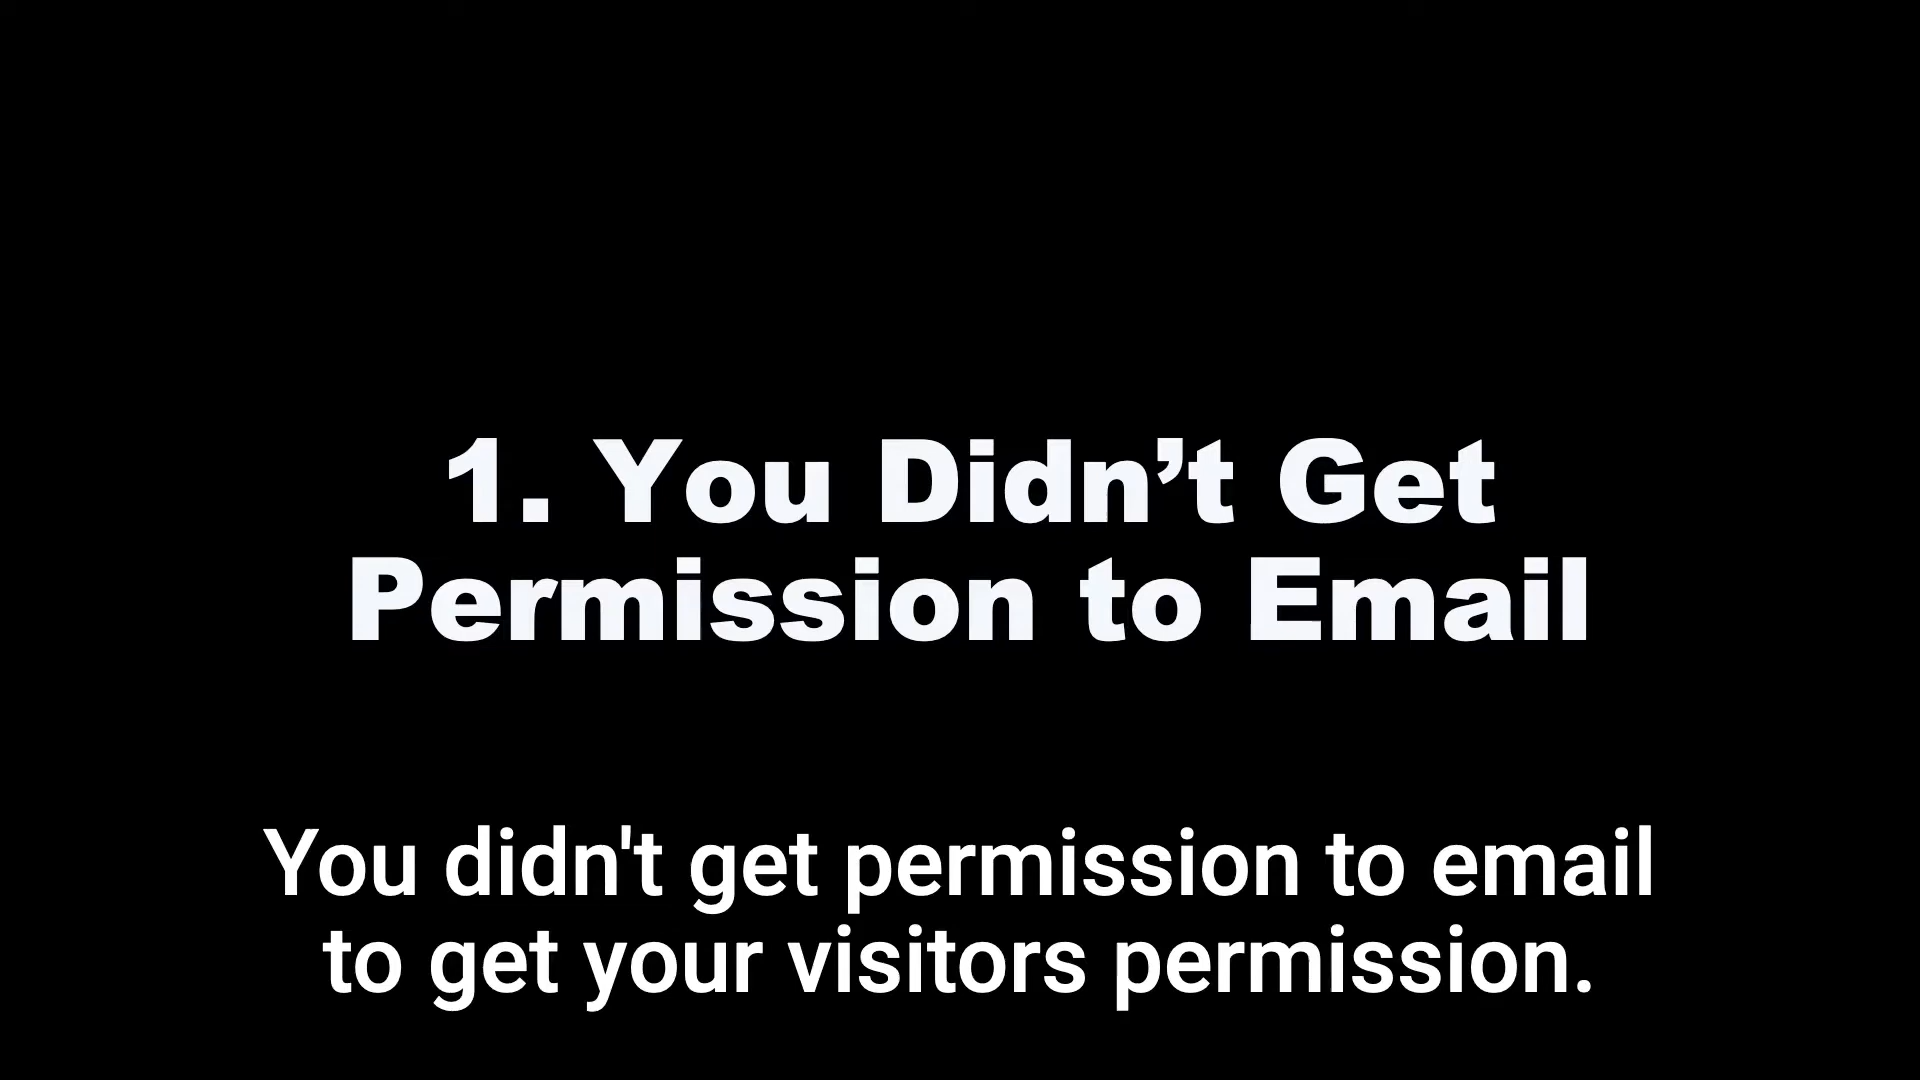 1. You Didn’t Get
Permission to Email
You didn't get permission to email
to get your visitors permission.